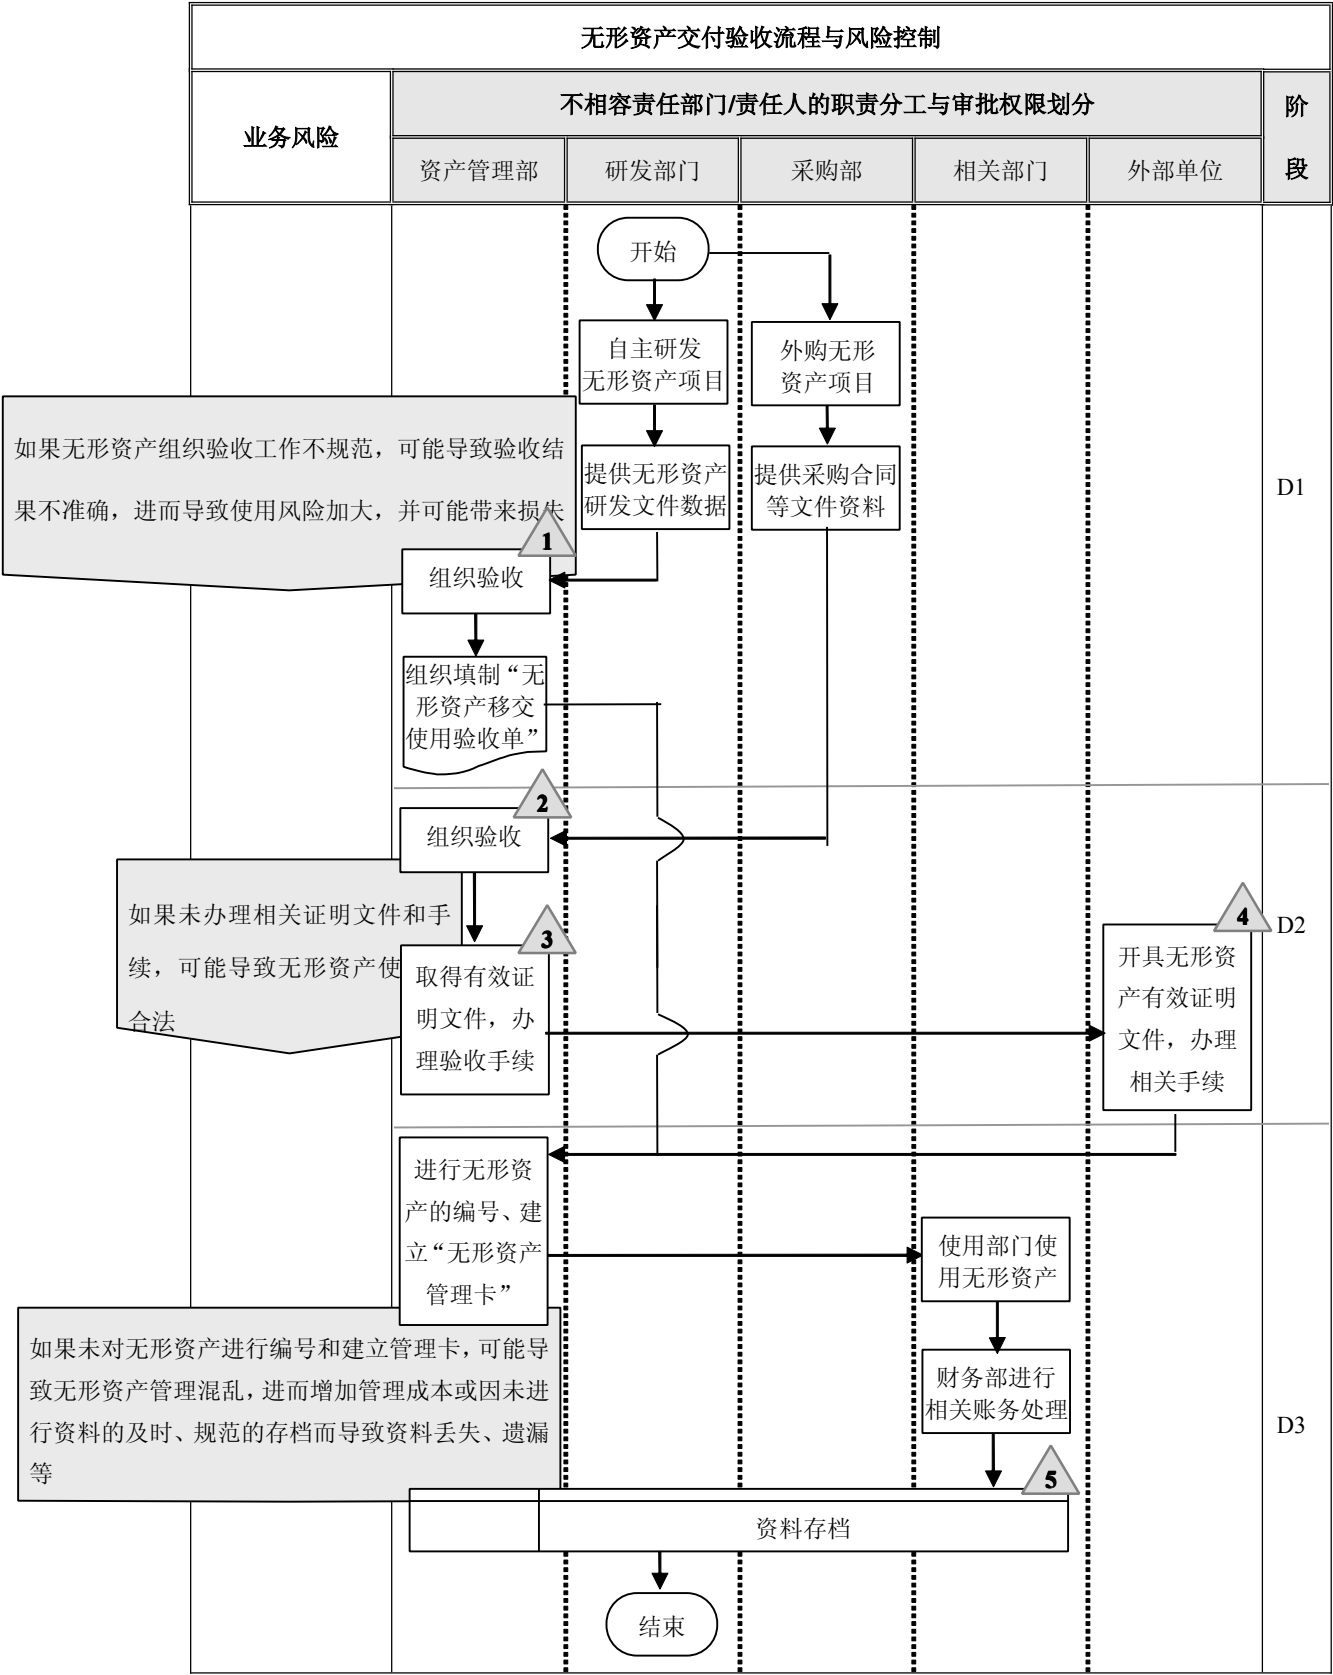 无形资产交付验收流程与风险控制
业务风险
不相容责任部门/责任人的职责分工与审批权限划分
阶
段
资产管理部
研发部门
采购部
相关部门
外部单位
开始
自主研发
无形资产项目
外购无形
资产项目
如果无形资产组织验收工作不规范，可能导致验收结
果不准确，进而导致使用风险加大，并可能带来损失
提供无形资产
研发文件数据
提供采购合同
等文件资料
D1
1
组织验收
组织填制“无
形资产移交
使用验收单”
2
组织验收
如果未办理相关证明文件和手
续，可能导致无形资产使
合法
3
取得有效证
明文件，办
理验收手续
4
开具无形资
产有效证明
文件，办理
相关手续
D2
进行无形资
产的编号、建
立“无形资产
管理卡”
使用部门使
用无形资产
如果未对无形资产进行编号和建立管理卡，可能导
致无形资产管理混乱，进而增加管理成本或因未进
行资料的及时、规范的存档而导致资料丢失、遗漏
等
财务部进行
相关账务处理
D3
5
资料存档
结束